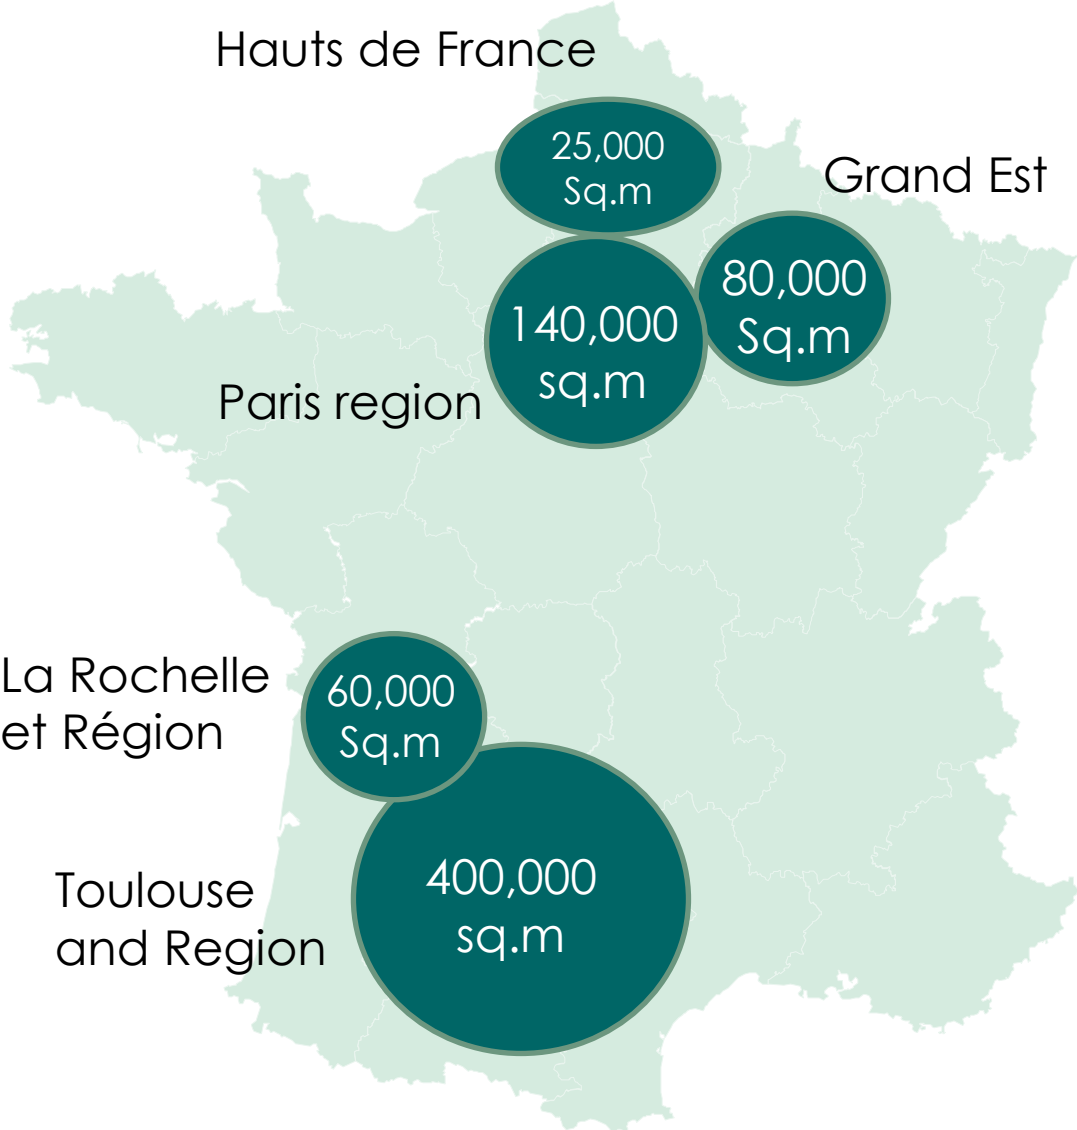 Hauts de France
25,000
Sq.m
Grand Est
80,000
Sq.m
140,000
sq.m
Paris region
La Rochelle
et Région
60,000
Sq.m
400,000
sq.m
Toulouse
and Region